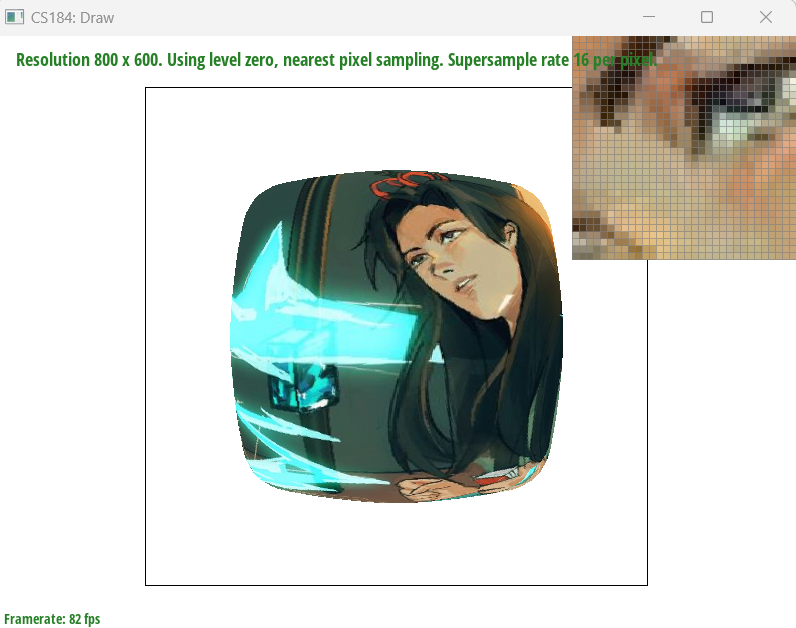 CS184: Draw
Resolution 800 x 600. Using level zero, nearest pixel sampling. Supersample rate 16 per pixel.
Framerate: 82 fps